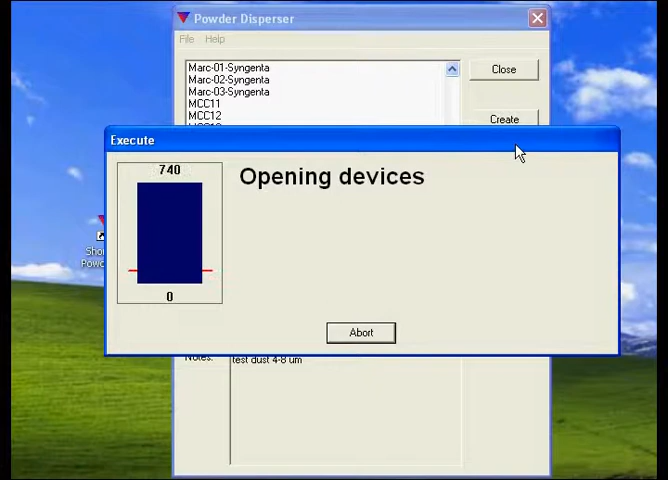 Powder Disperser
File Help
Marc-01-Syngenta
Marc-02-Syngenta
Marc-03-Syngenta
MCC11
MCC12
Close
Create
Execute
740
Opening devices
0
Abort
Notes:
test dust 4-8 um